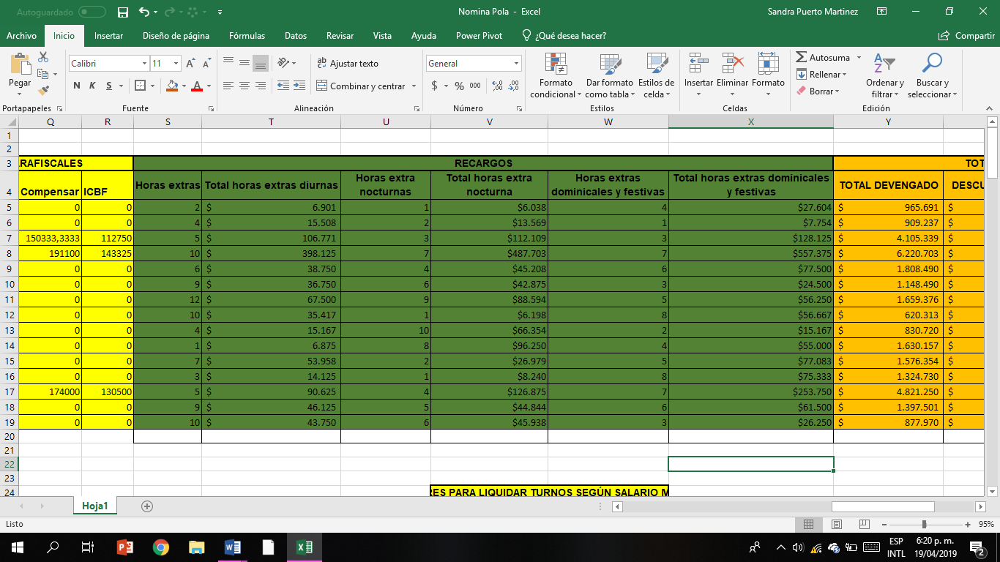 Autoguardado
Nomina Pola - Excel
Sandra Puerto Martinez
Archivo Inicio Insertar Diseño de página Fórmulas Datos Revisar Vista Ayuda Power Pivot ¿Qué desea hacer? Compartir
Pegar
Calibri 11
N K S
Ajustar texto
Combinar y centrar
General
$ % 000
Formato condicional
Dar formato como tabla
Estilos de celda
Insertar Eliminar Formato
Autosuma
Rellenar
Borrar
Ordenar y filtrar
Buscar y seleccionar
Portapapeles Fuente Alineación Número Estilos Celdas Edición
Q R S T U V W X Y
1
2
3 RAFISCALES RECARGOS TOT
4 Compensar ICBF Horas extras Total horas extras diurnas Horas extra nocturnas Total horas extra nocturna Horas extras dominicales y festivas Total horas extras dominicales y festivas TOTAL DEVENGADO DESCU
5 0 0 2 $ 6.901 1 $6.038 4 $27.604 $ 965.691 $
6 0 0 4 $ 15.508 2 $13.569 1 $7.754 $ 909.237 $
7 150333,3333 112750 5 $ 106.771 3 $112.109 3 $128.125 $ 4.105.339 $
8 191100 143325 10 $ 398.125 7 $487.703 7 $557.375 $ 6.220.703 $
9 0 0 6 $ 38.750 4 $45.208 6 $77.500 $ 1.808.490 $
10 0 0 9 $ 36.750 6 $42.875 3 $24.500 $ 1.148.490 $
11 0 0 12 $ 67.500 9 $88.594 5 $56.250 $ 1.659.376 $
12 0 0 10 $ 35.417 1 $6.198 8 $56.667 $ 620.313 $
13 0 0 4 $ 15.167 10 $66.354 2 $15.167 $ 830.720 $
14 0 0 1 $ 6.875 8 $96.250 4 $55.000 $ 1.630.157 $
15 0 0 7 $ 53.958 2 $26.979 5 $77.083 $ 1.576.354 $
16 0 0 3 $ 14.125 1 $8.240 8 $75.333 $ 1.324.730 $
17 174000 130500 5 $ 90.625 4 $126.875 7 $253.750 $ 4.821.250 $
18 0 0 9 $ 46.125 5 $44.844 6 $61.500 $ 1.397.501 $
19 0 0 10 $ 43.750 6 $45.938 3 $26.250 $ 877.970 $
20
21
22
23
24 RES PARA LIQUIDAR TURNOS SEGÚN SALARIO M
Hoja1
Listo
95%
ESP
INTL
6:20 p. m.
19/04/2019
2